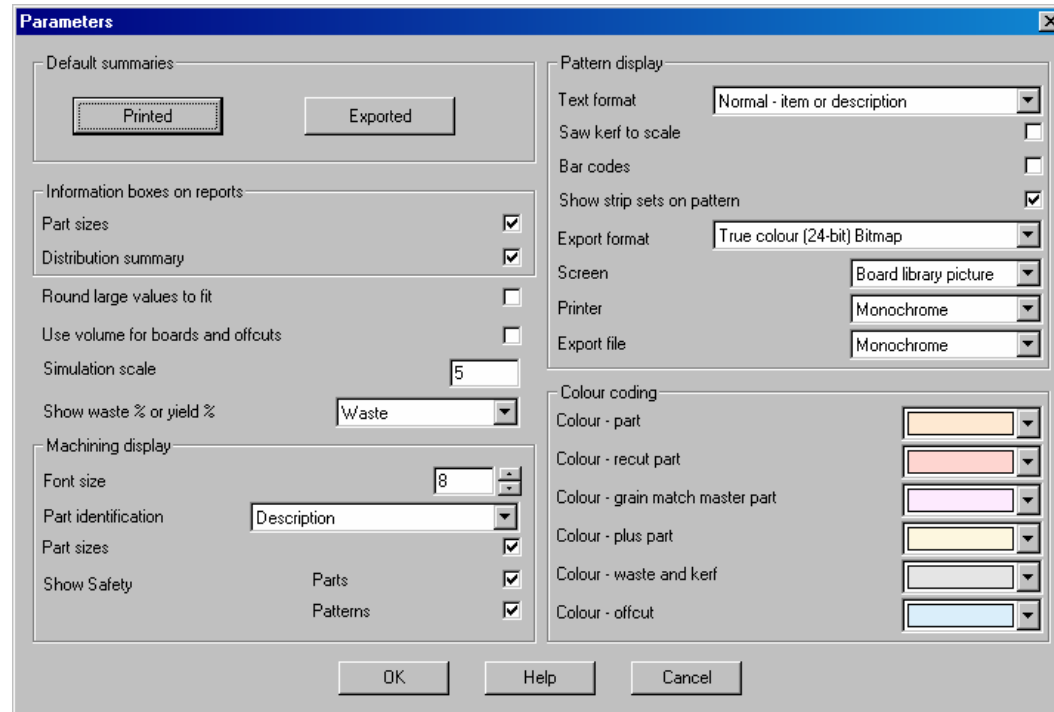 Parameters
Default summaries
Printed Exported
Information boxes on reports
Part sizes
Distribution summary
Round large values to fit
Use volume for boards and offcuts
Simulation scale 5
Show waste % or yield % Waste
Machining display
Font size 8
Part identification Description
Part sizes
Show Safety Parts
Patterns
Pattern display
Text format Normal - item or description
Saw kerf to scale
Bar codes
Show strip sets on pattern
Export format True colour (24-bit) Bitmap
Screen Board library picture
Printer Monochrome
Export file Monochrome
Colour coding
Colour - part
Colour - recut part
Colour - grain match master part
Colour - plus part
Colour - waste and kerf
Colour - offcut
OK Help Cancel